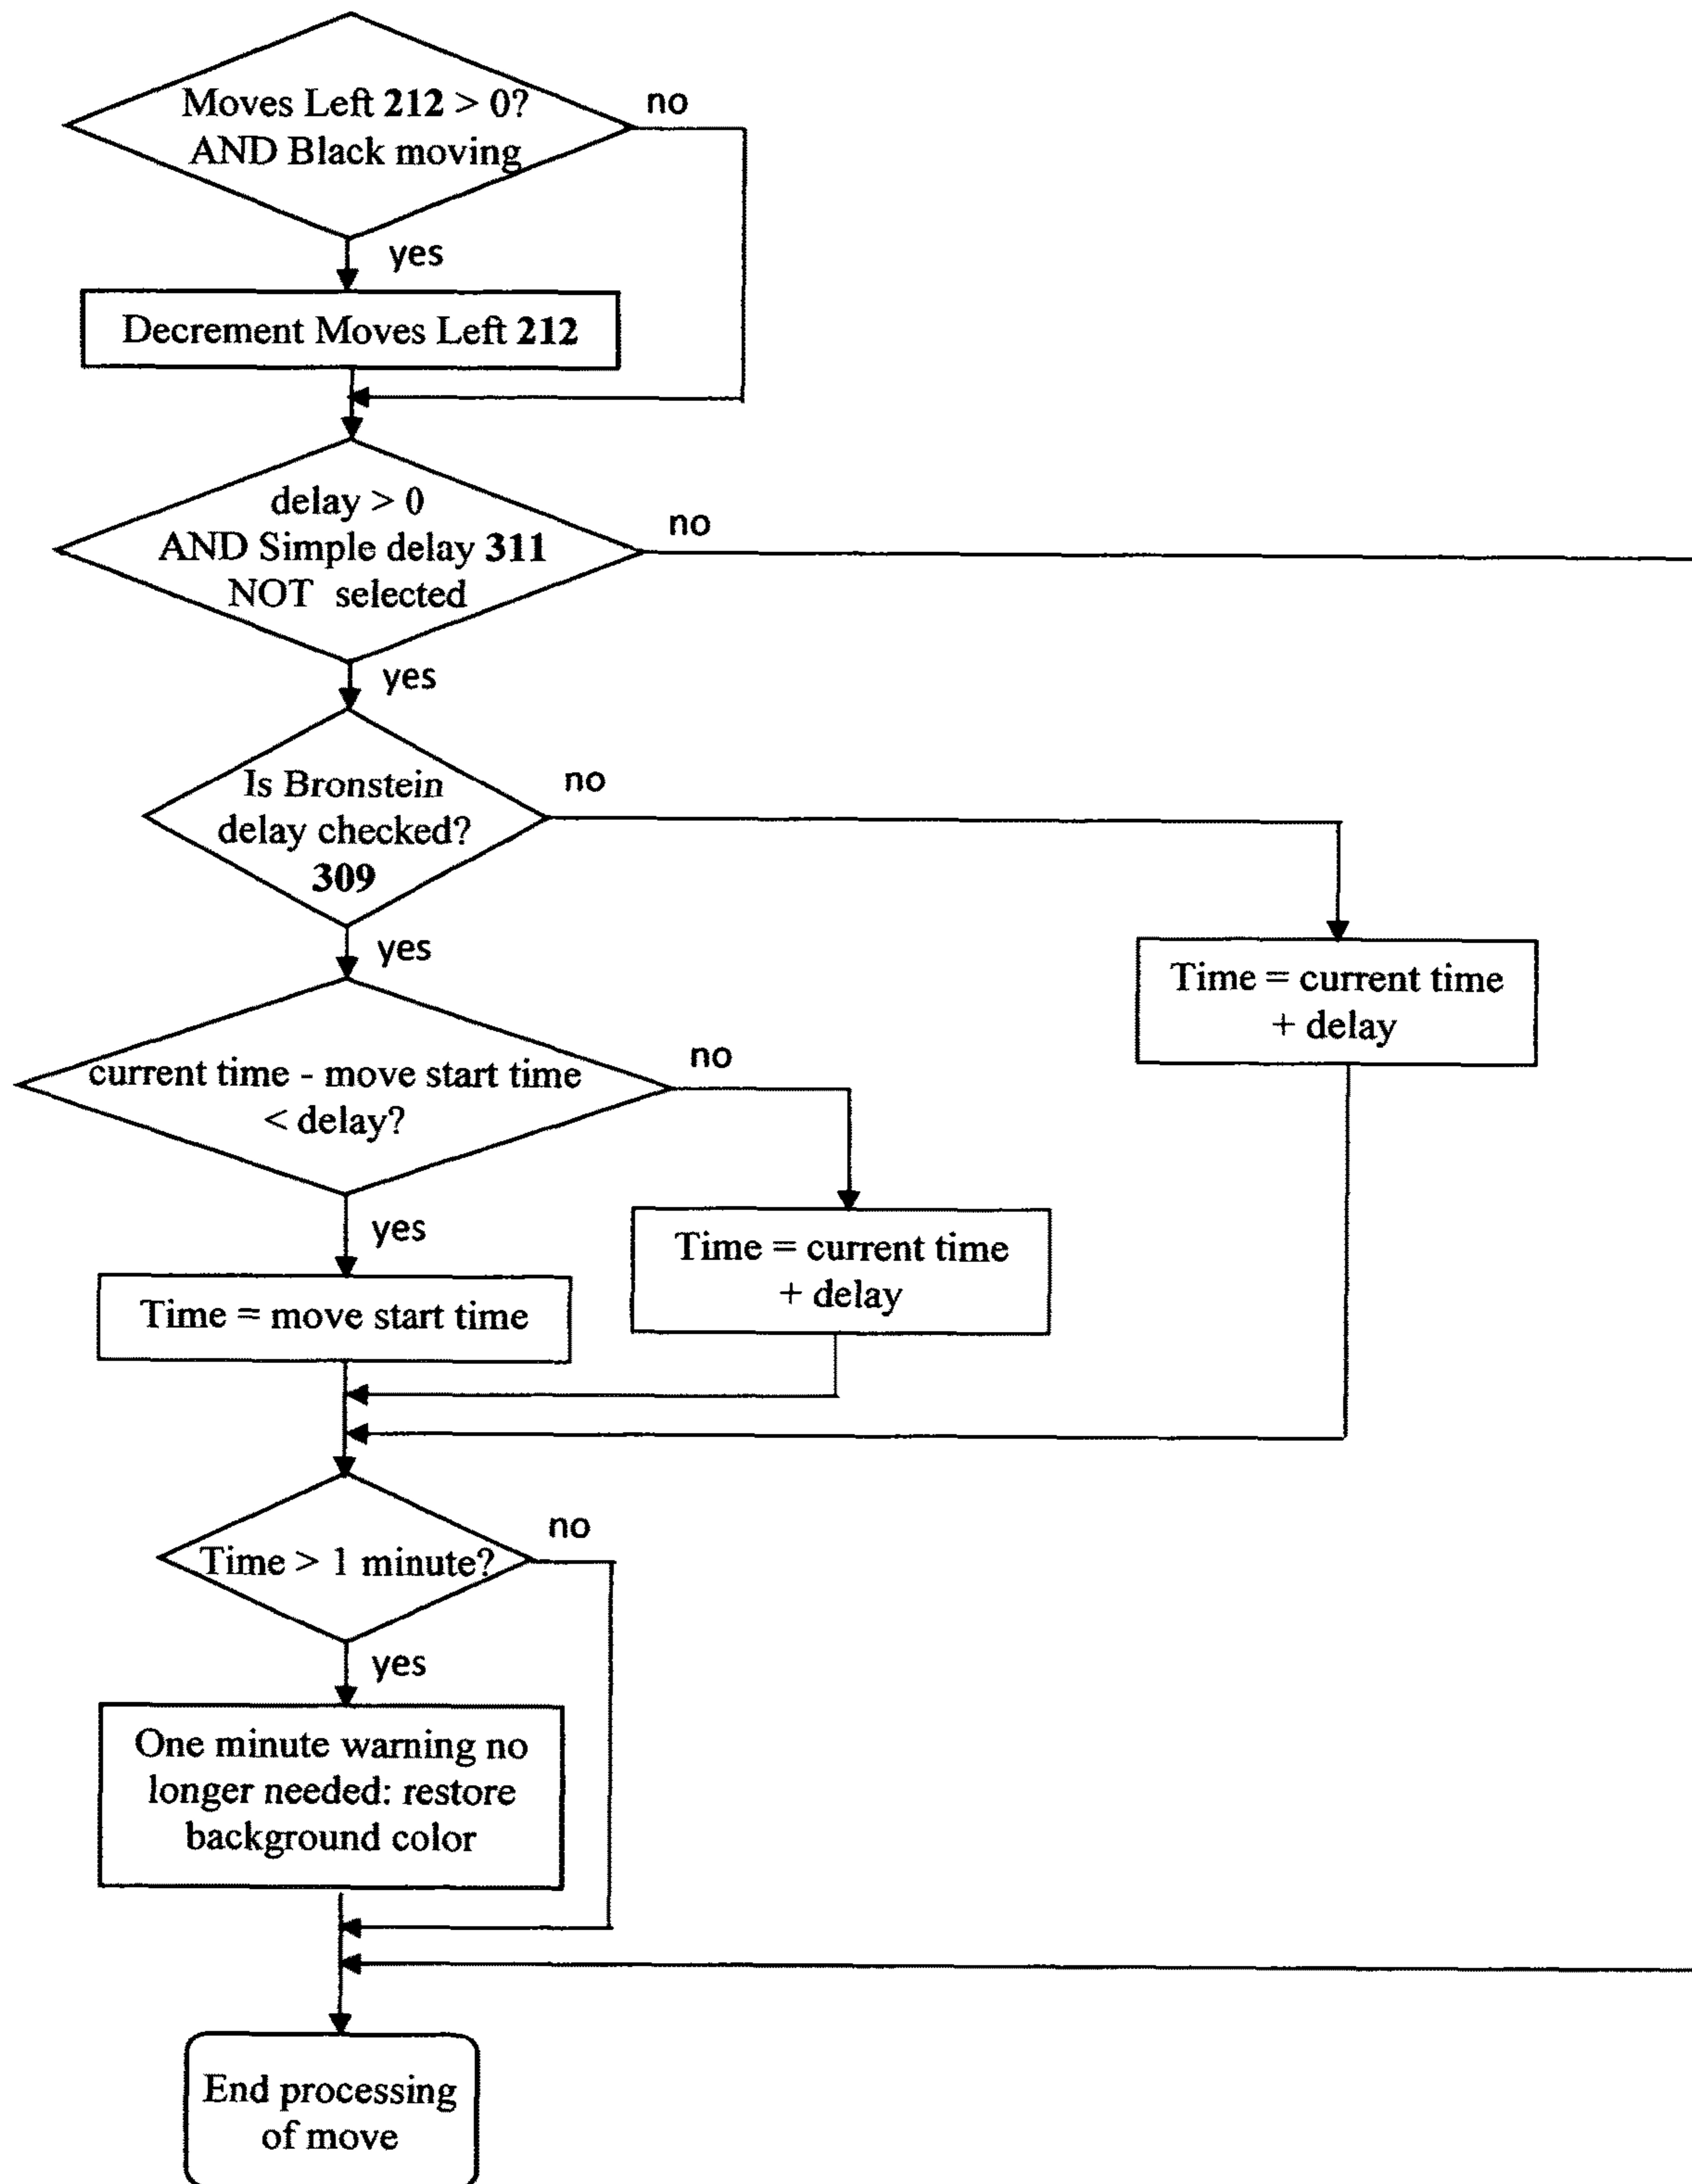 Moves Left 212 > 0?
AND Black moving
no
yes
Decrement Moves Left 212
delay > 0
AND Simple delay 311
NOT selected
no
yes
Is Bronstein
delay checked?
309
no
yes
Time = current time
+ delay
current time - move start time
< delay?
no
yes
Time = current time
+ delay
Time = move start time
Time > 1 minute?
no
yes
One minute warning no
longer needed: restore
background color
End processing
of move